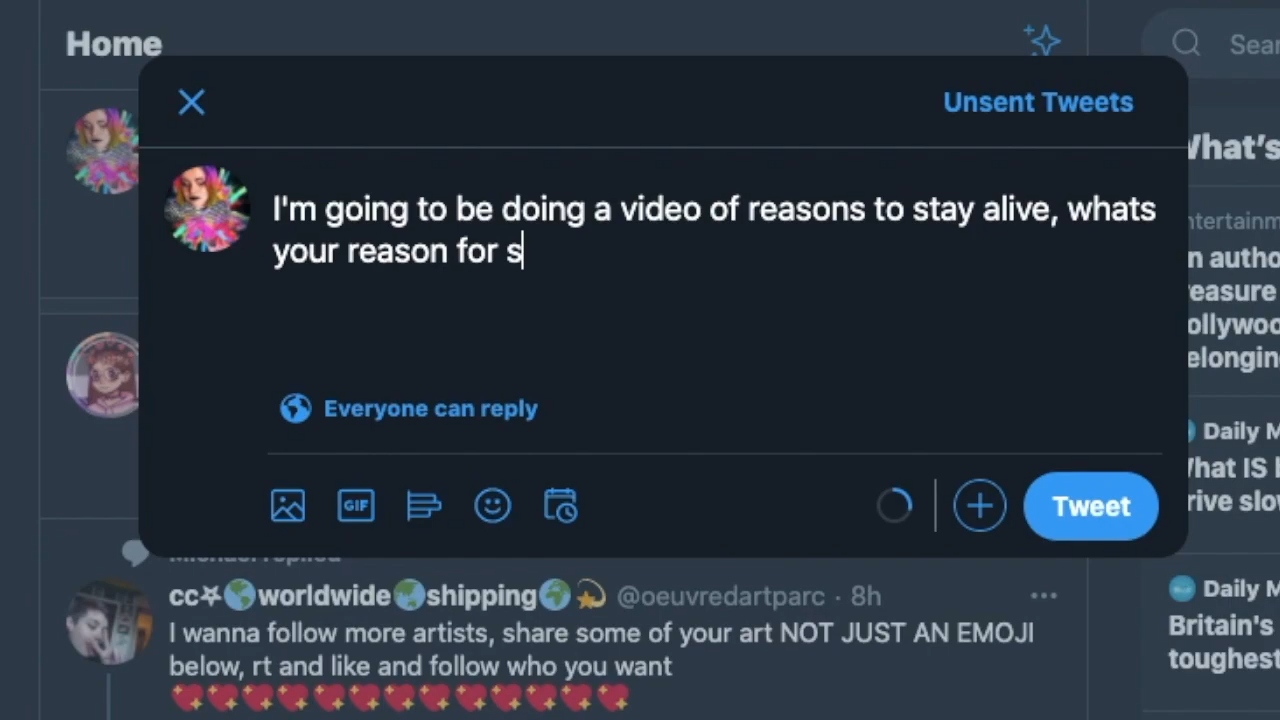 Home
Unsent Tweets
I'm going to be doing a video of reasons to stay alive, whats
your reason for s
Everyone can reply
GIF
Tweet
cc worldwide shipping @oeuvredartparc · 8h
I wanna follow more artists, share some of your art NOT JUST AN EMOJI
below, rt and like and follow who you want
Daily
Daily
Britain's
toughest